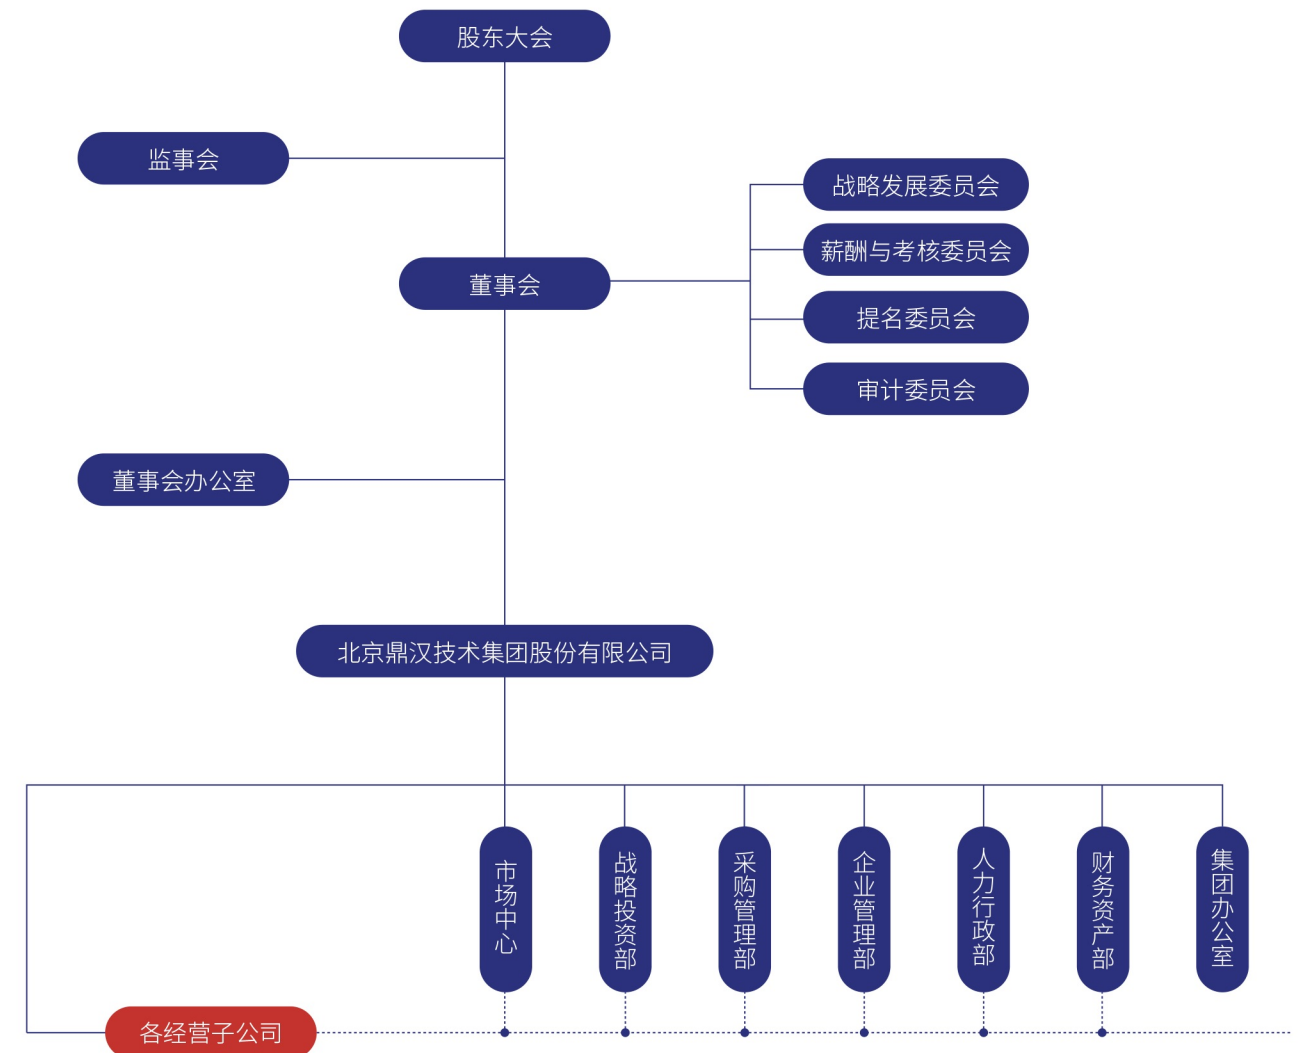 股东大会
监事会
战略发展委员会
薪酬与考核委员会
董事会
提名委员会
审计委员会
董事会办公室
北京鼎汉技术集团股份有限公司
市场中心
战略投资部
采购管理部
企业管理部
人力行政部
财务资产部
集团办公室
各经营子公司